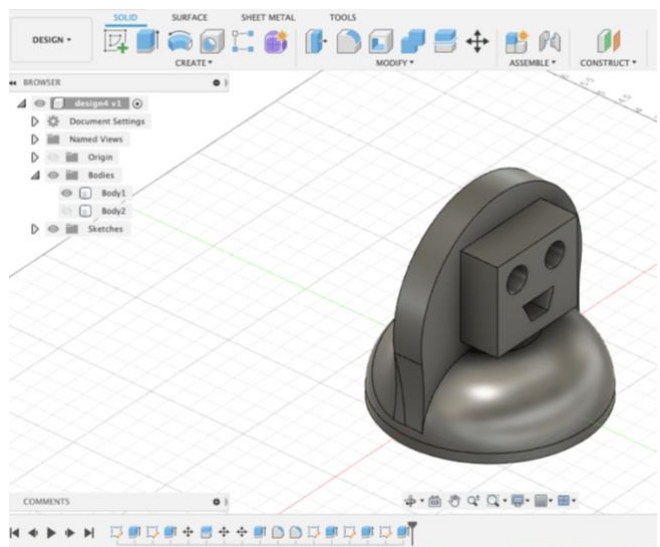 SOLID SURFACE SHEET METAL TOOLS
DESIGN
CREATE MODIFY ASSEMBLE CONSTRUCT
BROWSER
design4 v1
Document Settings
Named Views
Origin
Bodies
Body1
Body2
Sketches
COMMENTS